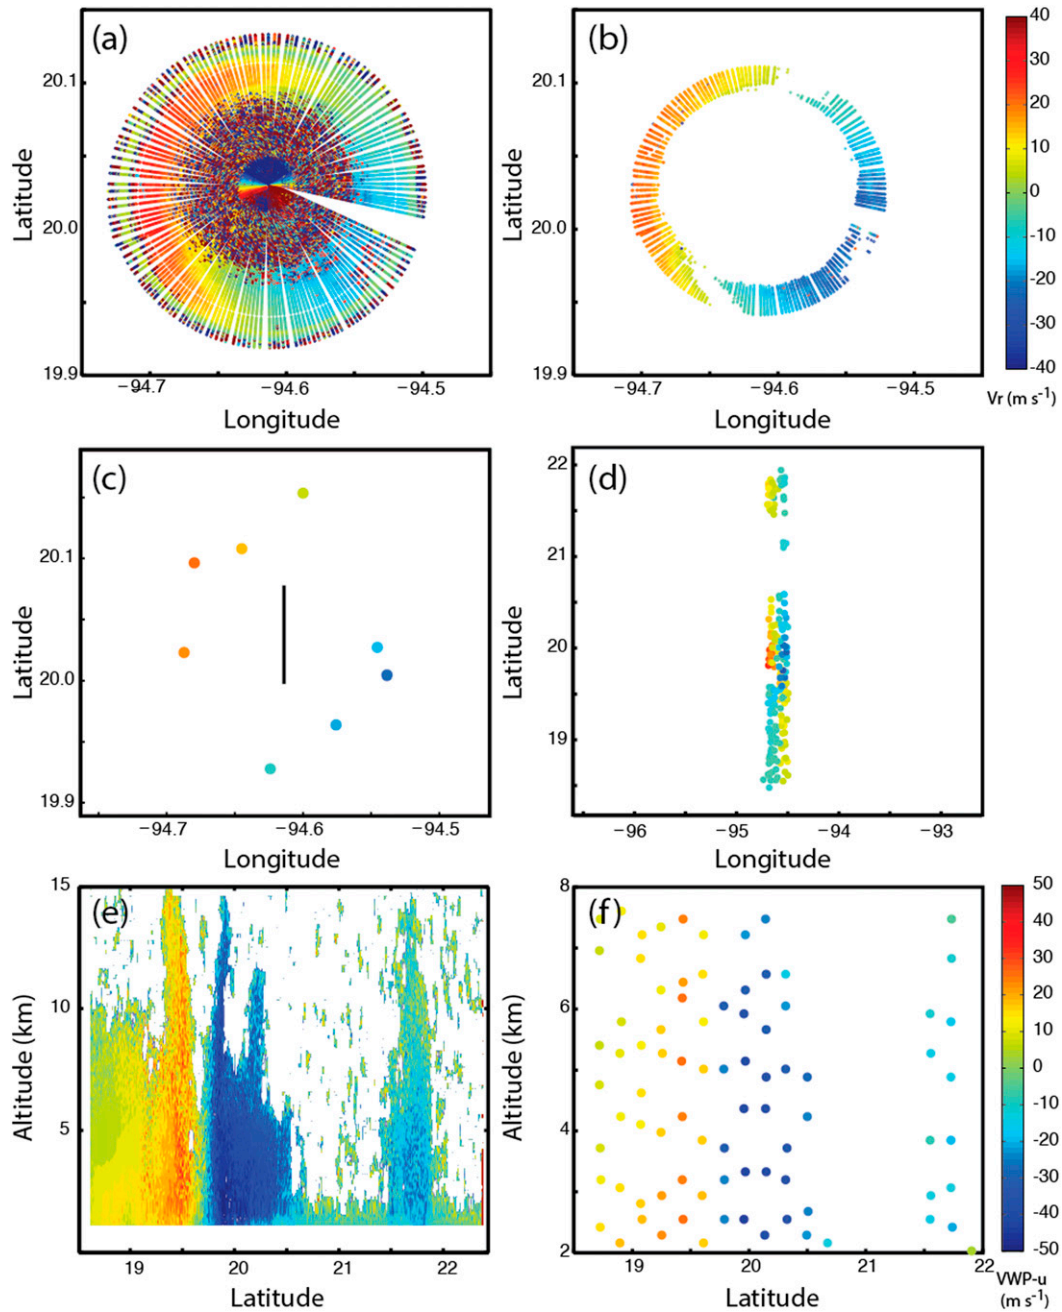 (a)
20.1
20.0
19.9
Latitude
−94.7 −94.6 −94.5
Longitude
(b)
20.1
20.0
19.9
Latitude
−94.7 −94.6 −94.5
Longitude
40
30
20
10
0
-10
-20
-30
-40
Vr (m s⁻¹)
(c)
20.1
20.0
19.9
Latitude
−94.7 −94.6 −94.5
Longitude
(d)
22
21
20
19
Latitude
−96 −95 −94 −93
Longitude
(e)
15
10
5
Altitude (km)
19 20 21 22
Latitude
(f)
8
6
4
2
Altitude (km)
19 20 21 22
Latitude
50
40
30
20
10
0
-10
-20
-30
-40
-50
VWP-u
(m s⁻¹)